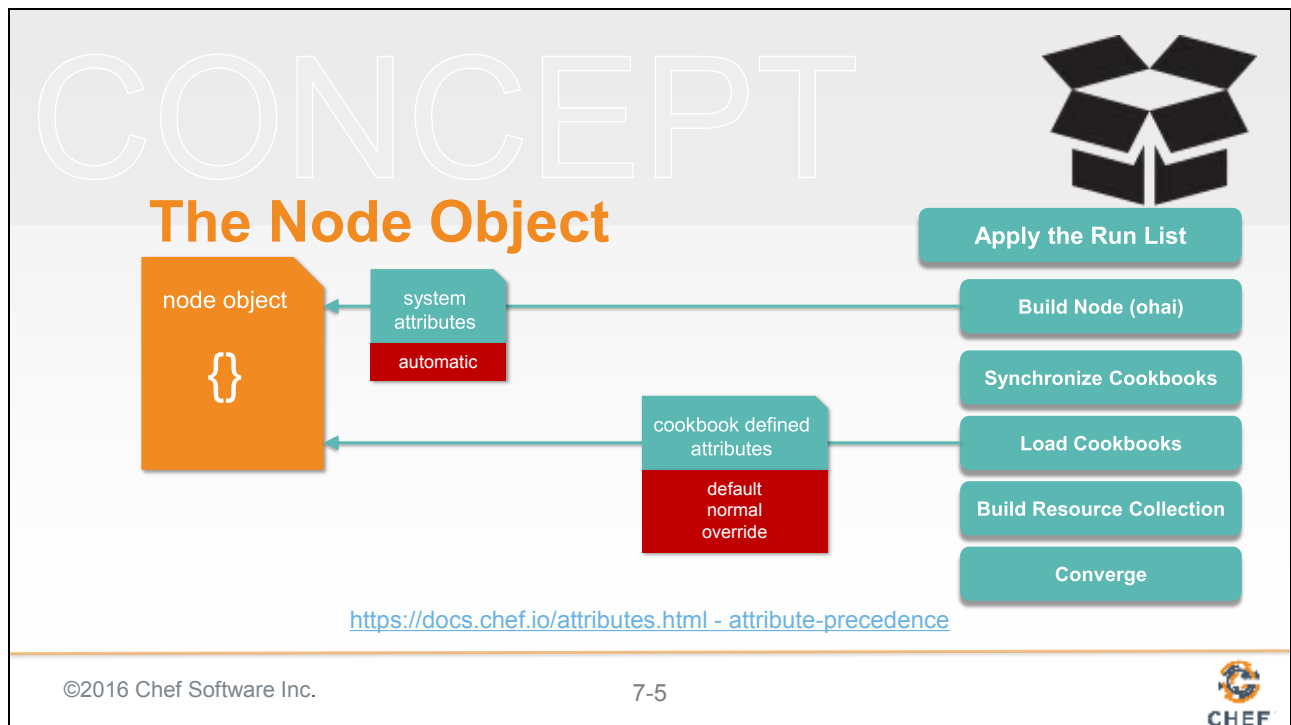 CONCEPT
The Node Object
node object
{}
system
attributes
automatic
cookbook defined
attributes
default
normal
override
Apply the Run List
Build Node (ohai)
Synchronize Cookbooks
Load Cookbooks
Build Resource Collection
Converge
https://docs.chef.io/attributes.html - attribute-precedence
©2016 Chef Software Inc.
7-5
CHEF